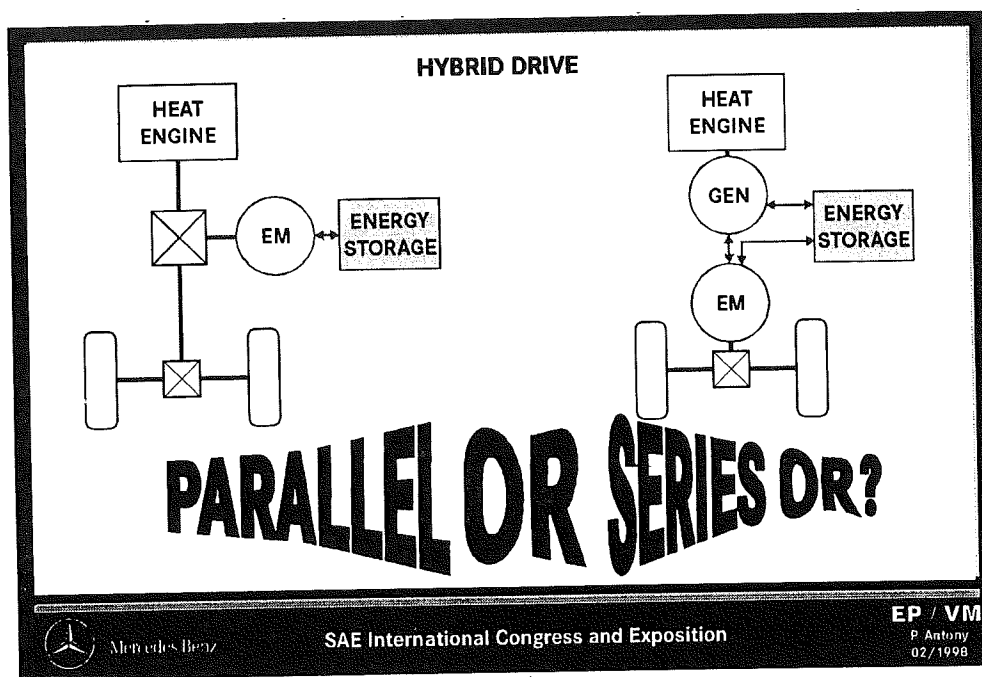 HYBRID DRIVE
HEAT
ENGINE
EM
ENERGY
STORAGE
HEAT
ENGINE
GEN
ENERGY
STORAGE
EM
PARALLEL OR SERIES OR?
Mercedes Benz
SAE International Congress and Exposition
EP / VM
P. Antony
02/1998